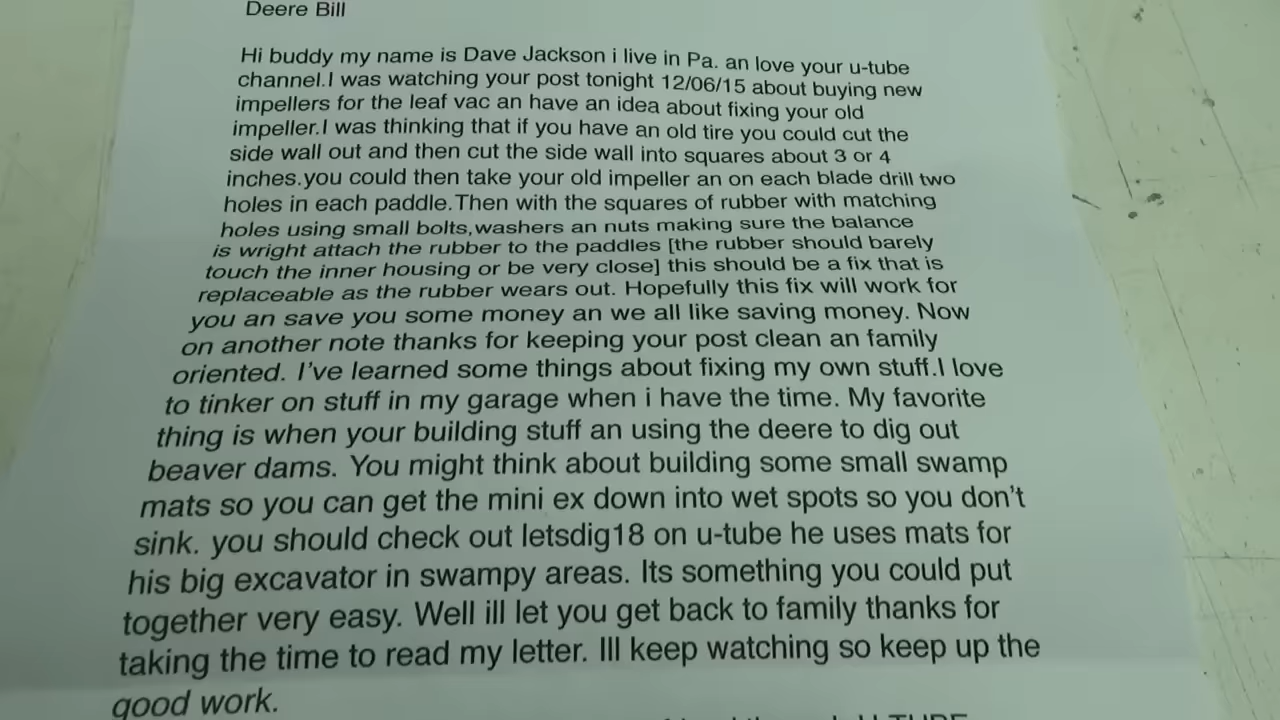 Deere Bill
Hi buddy my name is Dave Jackson i live in Pa. an love your u-tube
channel.I was watching your post tonight 12/06/15 about buying new
impellers for the leaf vac an have an idea about fixing your old
impeller.I was thinking that if you have an old tire you could cut the
side wall out and then cut the side wall into squares about 3 or 4
inches.you could then take your old impeller an on each blade drill two
holes in each paddle.Then with the squares of rubber with matching
holes using small bolts,washers an nuts making sure the balance
is wright attach the rubber to the paddles [the rubber should barely
touch the inner housing or be very close] this should be a fix that is
replaceable as the rubber wears out. Hopefully this fix will work for
you an save you some money an we all like saving money. Now
on another note thanks for keeping your post clean an family
oriented. I've learned some things about fixing my own stuff.I love
to tinker on stuff in my garage when i have the time. My favorite
thing is when your building stuff an using the deere to dig out
beaver dams. You might think about building some small swamp
mats so you can get the mini ex down into wet spots so you don't
sink. you should check out letsdig18 on u-tube he uses mats for
his big excavator in swampy areas. Its something you could put
together very easy. Well ill let you get back to family thanks for
taking the time to read my letter. Ill keep watching so keep up the
good work.
U-TUBE